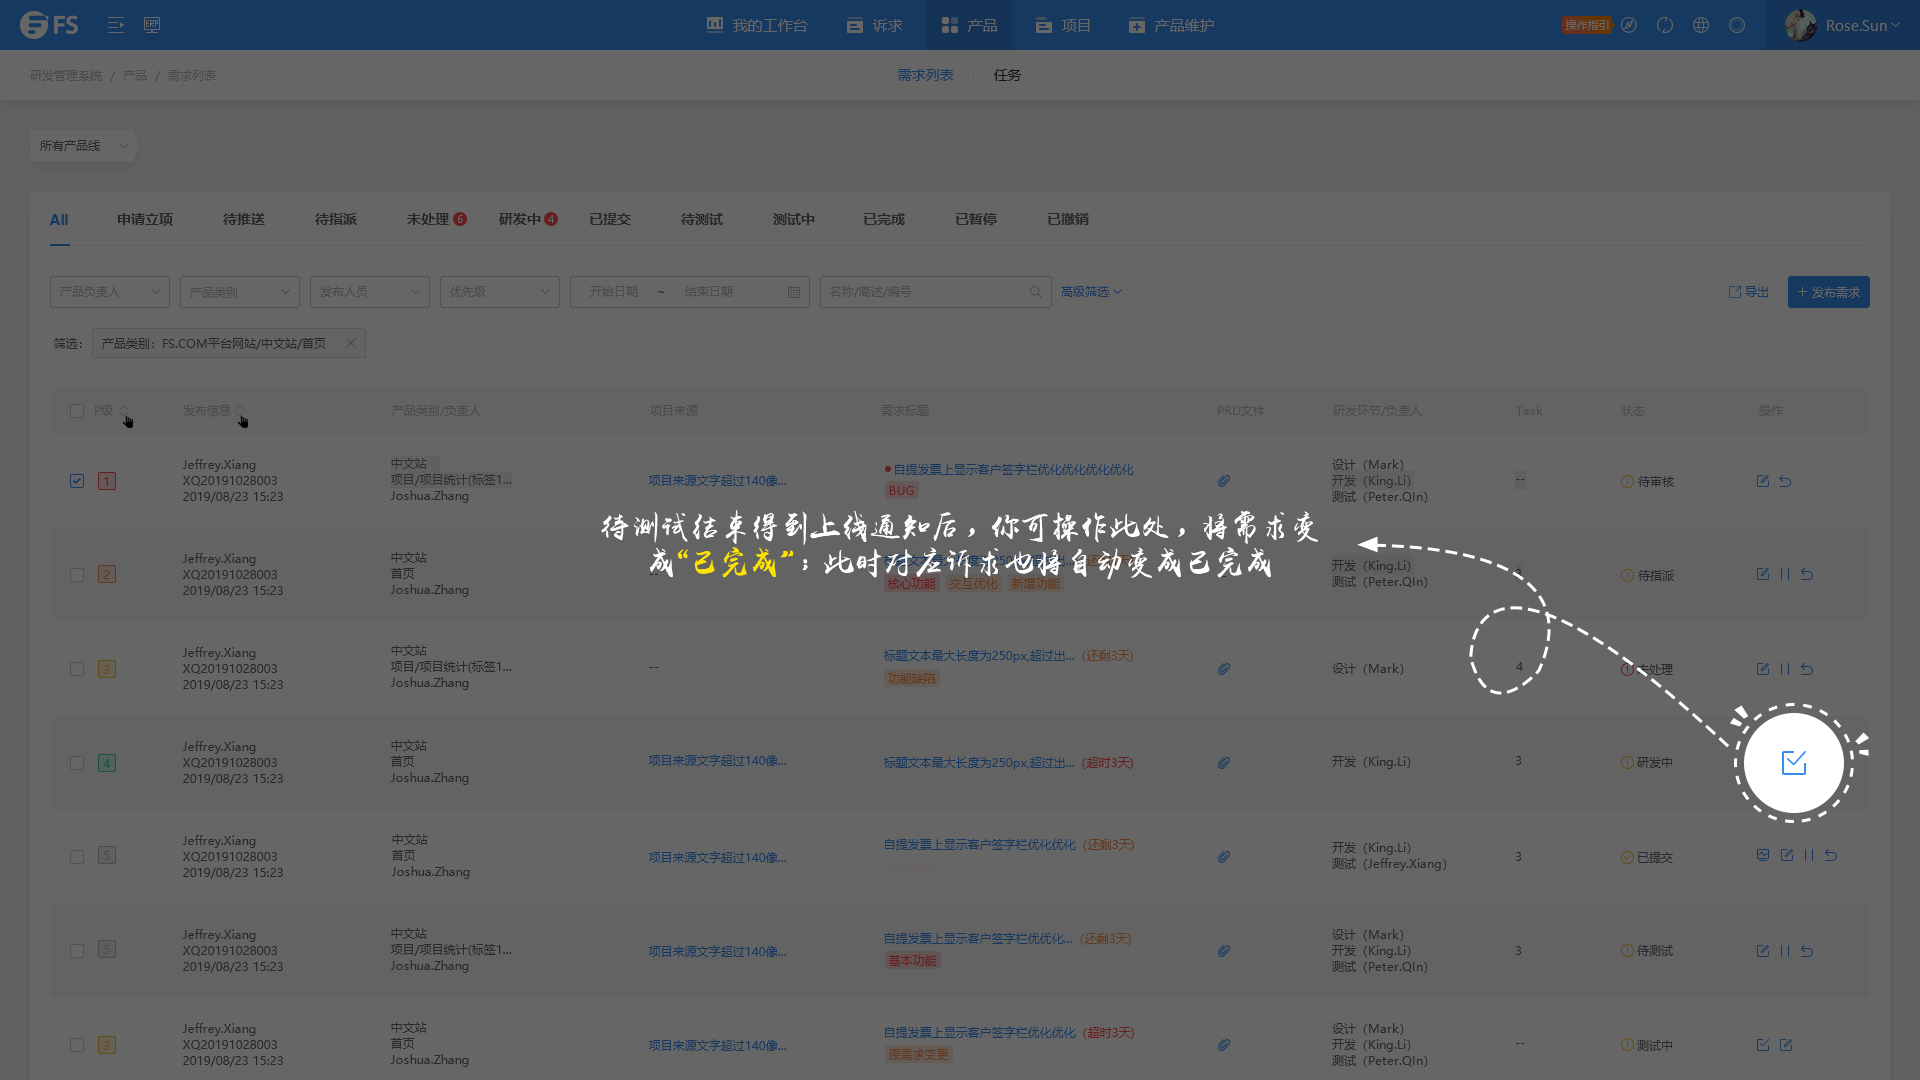 FS
ERP
我的工作台
诉求
产品
项目
产品维护
操作指引
Rose.Sun
研发管理系统 / 产品 / 需求列表
需求列表
任务
所有产品线
All 申请立项 待推送 待指派 未处理 6 研发中 4 已提交 待测试 测试中 已完成 已暂停 已撤销
产品负责人 产品类别 发布人员 优先级 开始日期 ~ 结束日期 名称/简述/编号 高级筛选 导出 + 发布需求
筛选: 产品类别: FS.COM平台网站/中文站/首页
P级 发布信息 产品类别/负责人 项目来源 需求标题 PRD文件 研发环节/负责人 Task 状态 操作
1
Jeffrey.Xiang
XQ20191028003
2019/08/23 15:23
中文站
项目/项目统计(标签1...
Joshua.Zhang
项目来源文字超过140像...
自提发票上显示客户签字栏优化优化优化优化
BUG
设计 (Mark)
开发 (King.Li)
测试 (Peter.QIn)
--
待审核
待测试结束得到上线通知后，你可操作此处，将需求变
成“已完成”；此时对应诉求也将自动变成已完成
2
Jeffrey.Xiang
XQ20191028003
2019/08/23 15:23
中文站
首页
Joshua.Zhang
--
核心功能 交互优化 新增功能
开发 (King.Li)
测试 (Peter.QIn)
待指派
3
Jeffrey.Xiang
XQ20191028003
2019/08/23 15:23
中文站
项目/项目统计(标签1...
Joshua.Zhang
--
标题文本最大长度为250px,超过出... (还剩3天)
功能缺陷
设计 (Mark)
4
未处理
4
Jeffrey.Xiang
XQ20191028003
2019/08/23 15:23
中文站
首页
Joshua.Zhang
项目来源文字超过140像...
标题文本最大长度为250px,超过出... (超时3天)
开发 (King.Li)
3
研发中
5
Jeffrey.Xiang
XQ20191028003
2019/08/23 15:23
中文站
首页
Joshua.Zhang
项目来源文字超过140像...
自提发票上显示客户签字栏优化优化 (还剩3天)
开发 (King.Li)
测试 (Jeffrey.Xiang)
3
已提交
5
Jeffrey.Xiang
XQ20191028003
2019/08/23 15:23
中文站
项目/项目统计(标签1...
Joshua.Zhang
项目来源文字超过140像...
自提发票上显示客户签字栏优优化... (还剩3天)
基本功能
设计 (Mark)
开发 (King.Li)
测试 (Peter.QIn)
3
待测试
3
Jeffrey.Xiang
XQ20191028003
2019/08/23 15:23
中文站
首页
Joshua.Zhang
项目来源文字超过140像...
自提发票上显示客户签字栏优化优化 (超时3天)
原需求变更
设计 (Mark)
开发 (King.Li)
测试 (Peter.QIn)
--
测试中